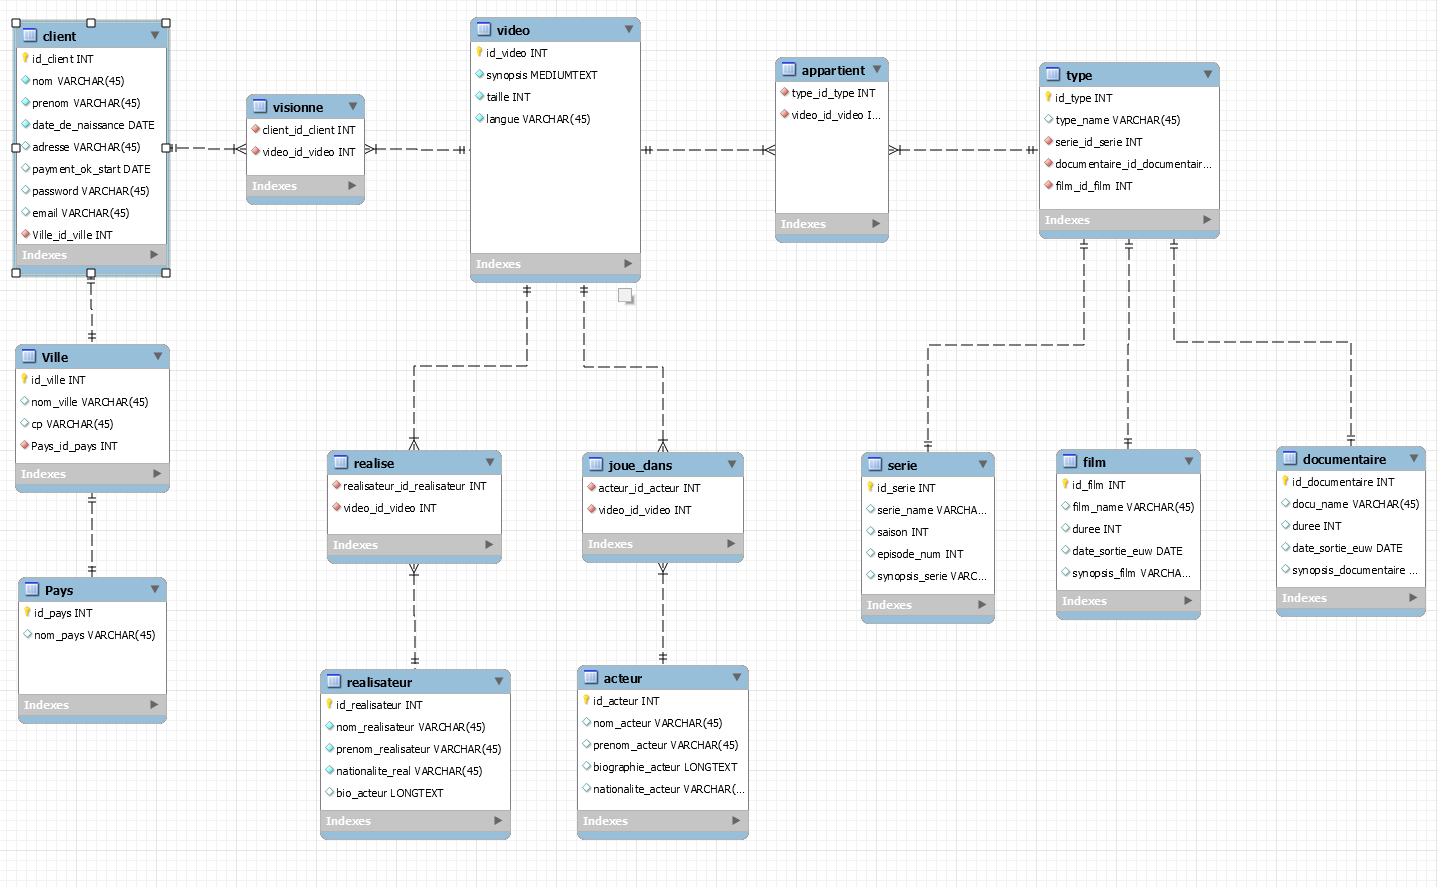 client
id_client INT
nom VARCHAR(45)
prenom VARCHAR(45)
date_de_naissance DATE
adresse VARCHAR(45)
payment_ok_start DATE
password VARCHAR(45)
email VARCHAR(45)
Ville_id_ville INT
Indexes
visionne
client_id_client INT
video_id_video INT
Indexes
video
id_video INT
synopsis MEDIUMTEXT
taille INT
langue VARCHAR(45)
Indexes
appartient
type_id_type INT
video_id_video I...
Indexes
type
id_type INT
type_name VARCHAR(45)
serie_id_serie INT
documentaire_id_documentair...
film_id_film INT
Indexes
Ville
id_ville INT
nom_ville VARCHAR(45)
cp VARCHAR(45)
Pays_id_pays INT
Indexes
realise
realisateur_id_realisateur INT
video_id_video INT
Indexes
joue_dans
acteur_id_acteur INT
video_id_video INT
Indexes
serie
id_serie INT
serie_name VARCHA...
saison INT
episode_num INT
synopsis_serie VARC...
Indexes
film
id_film INT
film_name VARCHAR(45)
duree INT
date_sortie_euw DATE
synopsis_film VARCHA...
Indexes
documentaire
id_documentaire INT
docu_name VARCHAR(45)
duree INT
date_sortie_euw DATE
synopsis_documentaire ...
Indexes
Pays
id_pays INT
nom_pays VARCHAR(45)
Indexes
realisateur
id_realisateur INT
nom_realisateur VARCHAR(45)
prenom_realisateur VARCHAR(45)
nationalite_real VARCHAR(45)
bio_acteur LONGTEXT
Indexes
acteur
id_acteur INT
nom_acteur VARCHAR(45)
prenom_acteur VARCHAR(45)
biographie_acteur LONGTEXT
nationalite_acteur VARCHAR(...
Indexes